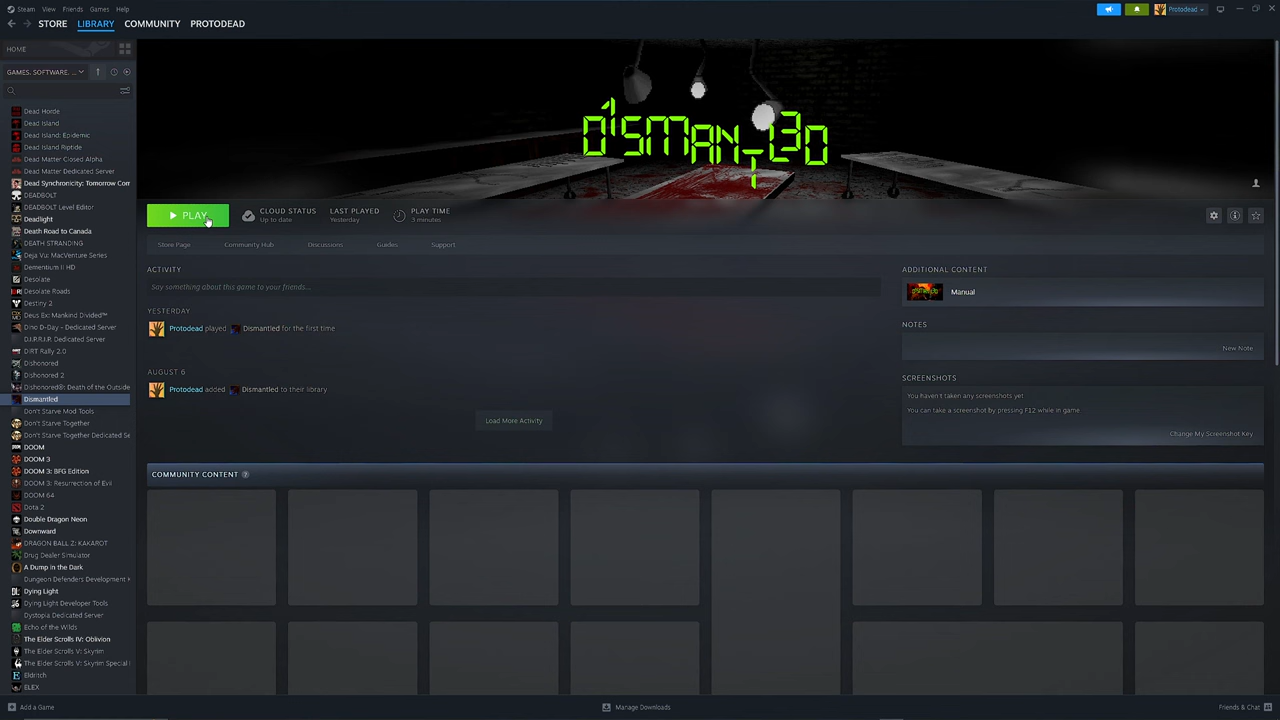 Steam View Friends Games Help
Protodead
STORE LIBRARY COMMUNITY PROTODEAD
HOME
GAMES, SOFTWARE, ...
Dead Horde
Dead Island
Dead Island: Epidemic
Dead Island Riptide
Dead Matter Closed Alpha
Dead Matter Dedicated Server
Dead Synchronicity: Tomorrow Com
DEADBOLT
DEADBOLT Level Editor
Deadlight
Death Road to Canada
DEATH STRANDING
Deja Vu: MacVenture Series
Dementium II HD
Desolate
Desolate Roads
Destiny 2
Deus Ex: Mankind Divided™
Dino D-Day - Dedicated Server
D.I.R.R.I.R Dedicated Server
DiRT Rally 2.0
Dishonored
Dishonored 2
Dishonored®: Death of the Outside
Dismantled
Don't Starve Mod Tools
Don't Starve Together
Don't Starve Together Dedicated Se
DOOM
DOOM 3
DOOM 3: BFG Edition
DOOM 3: Resurrection of Evil
DOOM 64
Dota 2
Double Dragon Neon
Downward
DRAGON BALL Z: KAKAROT
Drug Dealer Simulator
A Dump in the Dark
Dungeon Defenders Development K
Dying Light
Dying Light Developer Tools
Dystopia Dedicated Server
Echo of the Wilds
The Elder Scrolls IV: Oblivion
The Elder Scrolls V: Skyrim
The Elder Scrolls V: Skyrim Special
Eldritch
ELEX
Add a Game
D1SMANTL3D
PLAY
CLOUD STATUS
Up to date
LAST PLAYED
Yesterday
PLAY TIME
3 minutes
Store Page Community Hub Discussions Guides Support
ACTIVITY
Say something about this game to your friends...
YESTERDAY
Protodead played Dismantled for the first time
AUGUST 6
Protodead added Dismantled to their library
Load More Activity
ADDITIONAL CONTENT
Manual
NOTES
New Note
SCREENSHOTS
You haven't taken any screenshots yet
You can take a screenshot by pressing F12 while in game
Change My Screenshot Key
COMMUNITY CONTENT ?
Manage Downloads
Friends & Chat